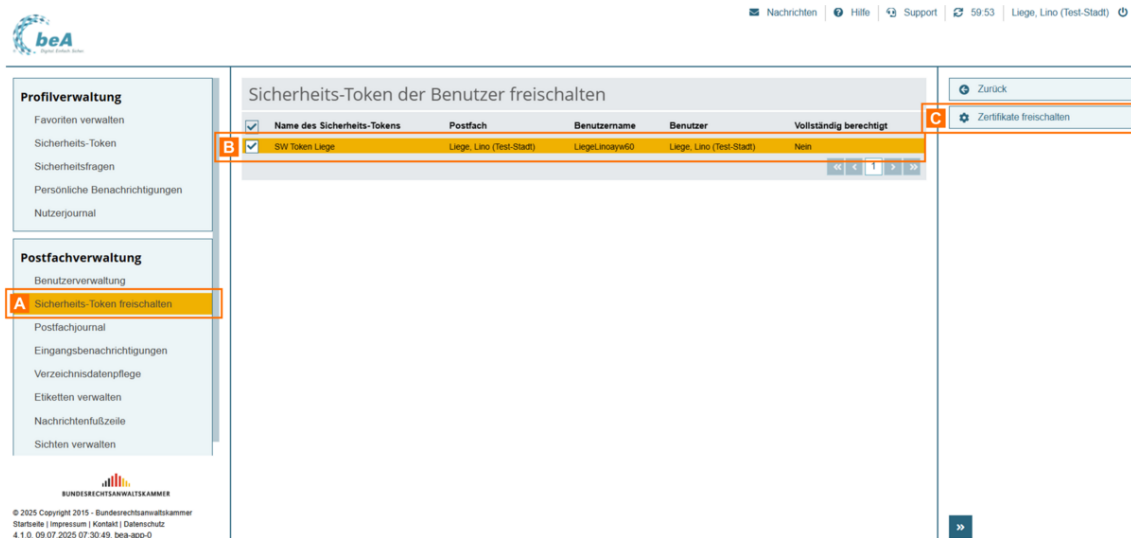 Nachrichten Hilfe Support 59:53 Liege, Lino (Test-Stadt)
beA
Digital. Einfach. Sicher.
Profilverwaltung
Favoriten verwalten
Sicherheits-Token
Sicherheitsfragen
Persönliche Benachrichtigungen
Nutzerjournal
Postfachverwaltung
Benutzerverwaltung
A Sicherheits-Token freischalten
Postfachjournal
Eingangsbenachrichtigungen
Verzeichnisdatenpflege
Etiketten verwalten
Nachrichtenfußzeile
Sichten verwalten
BUNDESRECHTSANWALTSKAMMER
© 2025 Copyright 2015 - Bundesrechtsanwaltskammer
Startseite | Impressum | Kontakt | Datenschutz
4.1.0, 09.07.2025 07:30:49, bea-app-0
Sicherheits-Token der Benutzer freischalten
Name des Sicherheits-Tokens Postfach Benutzername Benutzer Vollständig berechtigt
B SW Token Liege Liege, Lino (Test-Stadt) LiegeLinoayw60 Liege, Lino (Test-Stadt) Nein
« < 1 > »
Zurück
C Zertifikate freischalten
»